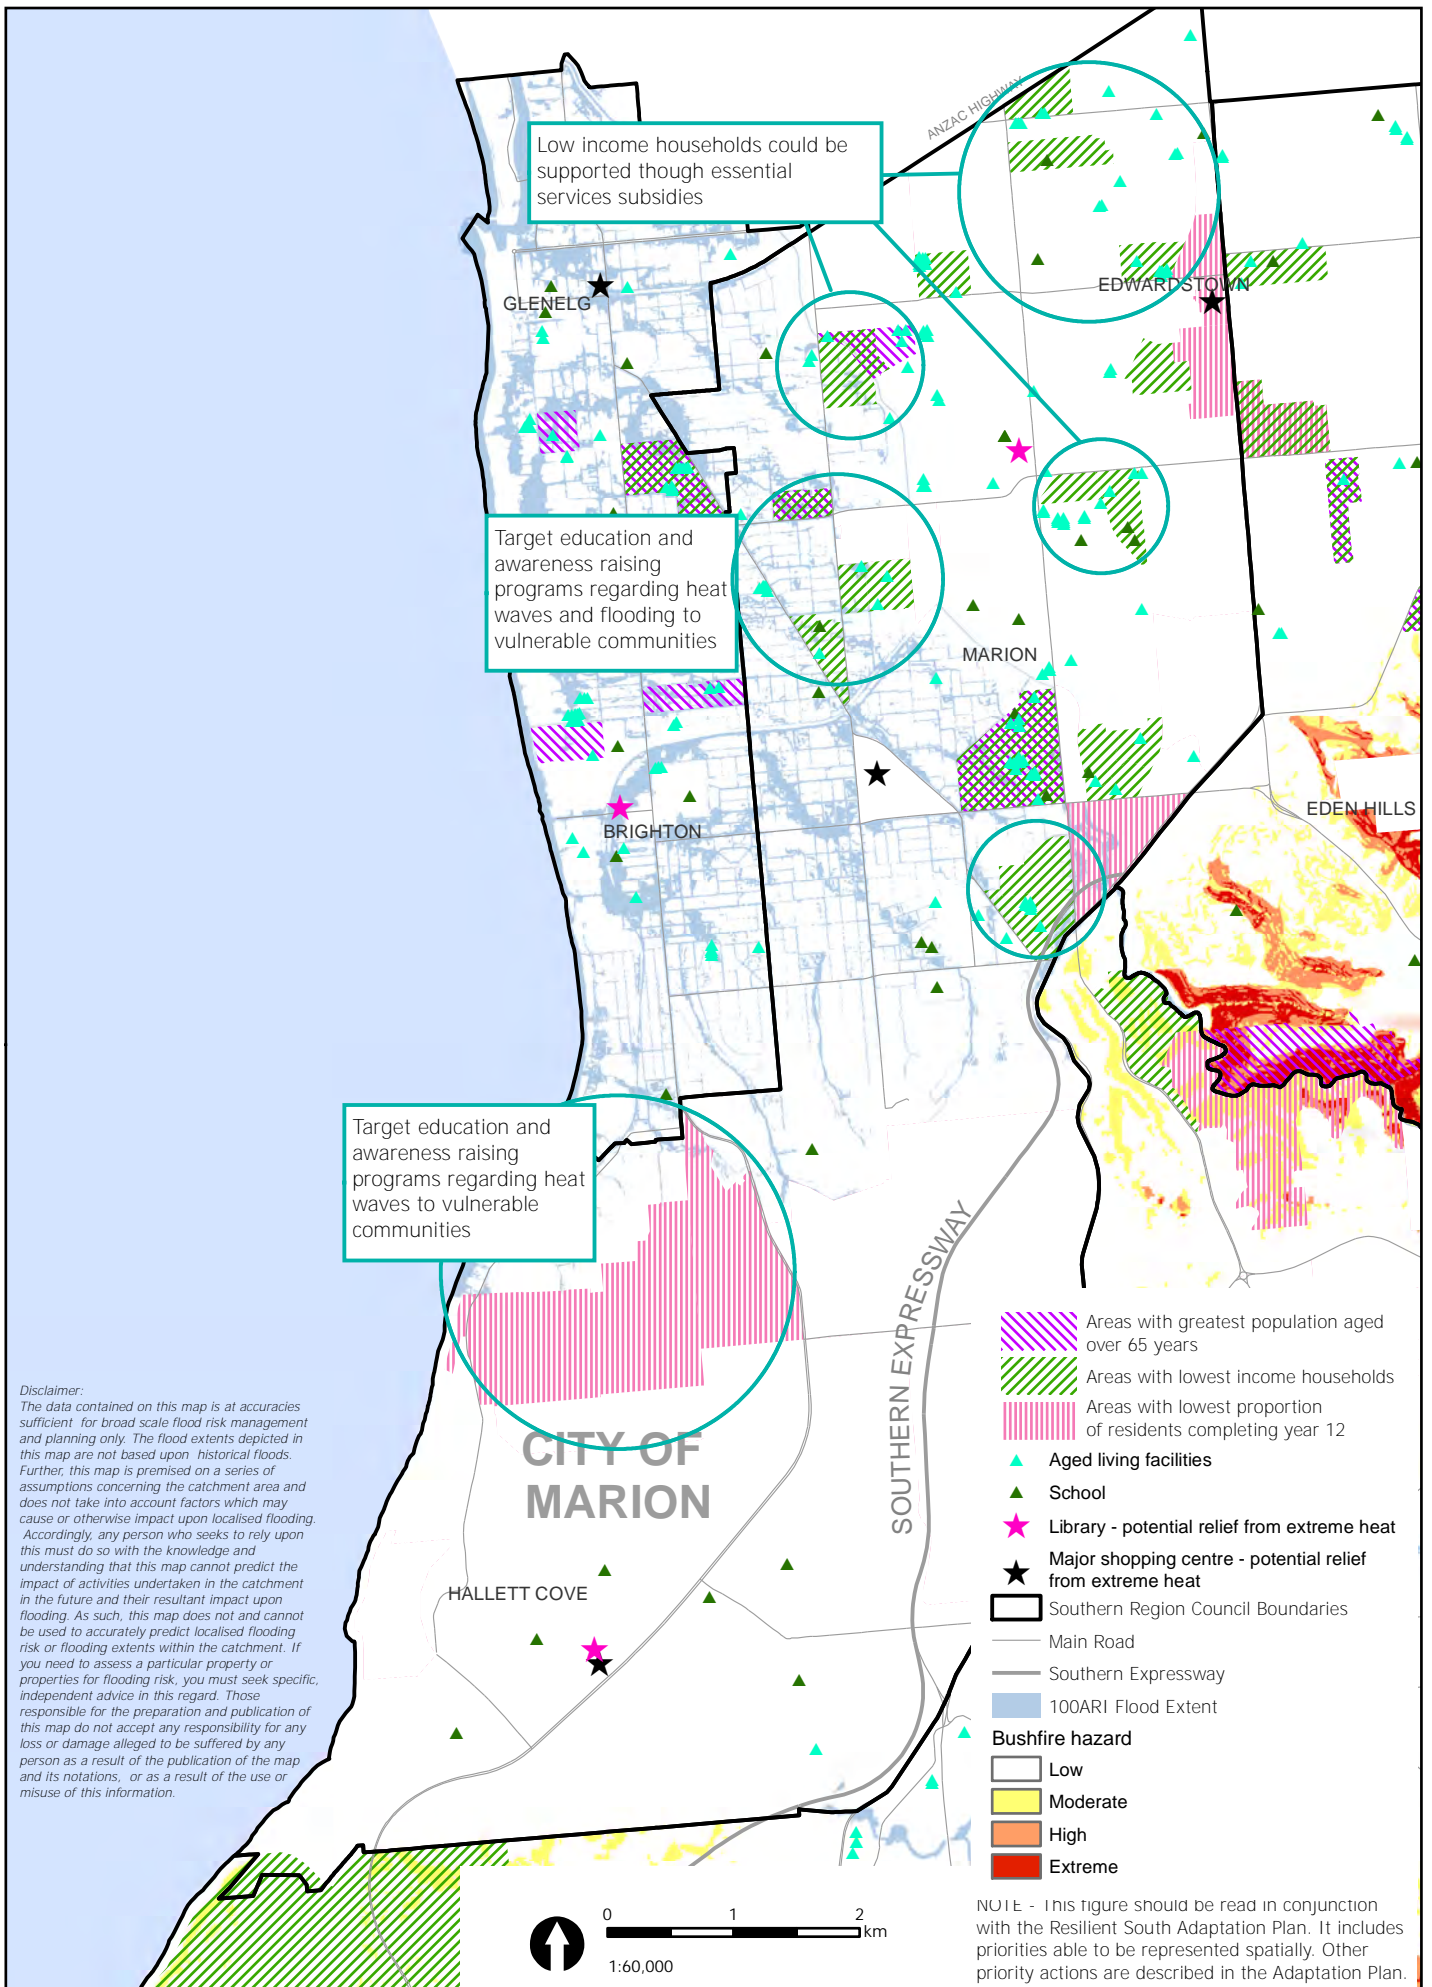 ANZAC HIGHWAY
Low income households could be
supported though essential
services subsidies
GLENELG
EDWARDSTOWN
Target education and
awareness raising
programs regarding heat
waves and flooding to
vulnerable communities
MARION
EDEN HILLS
BRIGHTON
Target education and
awareness raising
programs regarding heat
waves to vulnerable
communities
SOUTHERN EXPRESSWAY
CITY OF
MARION
HALLETT COVE
Disclaimer:
The data contained on this map is at accuracies
sufficient for broad scale flood risk management
and planning only. The flood extents depicted in
this map are not based upon historical floods.
Further, this map is premised on a series of
assumptions concerning the catchment area and
does not take into account factors which may
cause or otherwise impact upon localised flooding.
Accordingly, any person who seeks to rely upon
this must do so with the knowledge and
understanding that this map cannot predict the
impact of activities undertaken in the catchment
in the future and their resultant impact upon
flooding. As such, this map does not and cannot
be used to accurately predict localised flooding
risk or flooding extents within the catchment. If
you need to assess a particular property or
properties for flooding risk, you must seek specific,
independent advice in this regard. Those
responsible for the preparation and publication of
this map do not accept any responsibility for any
loss or damage alleged to be suffered by any
person as a result of the publication of the map
and its notations, or as a result of the use or
misuse of this information.
Areas with greatest population aged
over 65 years
Areas with lowest income households
Areas with lowest proportion
of residents completing year 12
Aged living facilities
School
Library - potential relief from extreme heat
Major shopping centre - potential relief
from extreme heat
Southern Region Council Boundaries
Main Road
Southern Expressway
100ARI Flood Extent
Bushfire hazard
Low
Moderate
High
Extreme
0 1 2
km
1:60,000
NOTE - This figure should be read in conjunction
with the Resilient South Adaptation Plan. It includes
priorities able to be represented spatially. Other
priority actions are described in the Adaptation Plan.